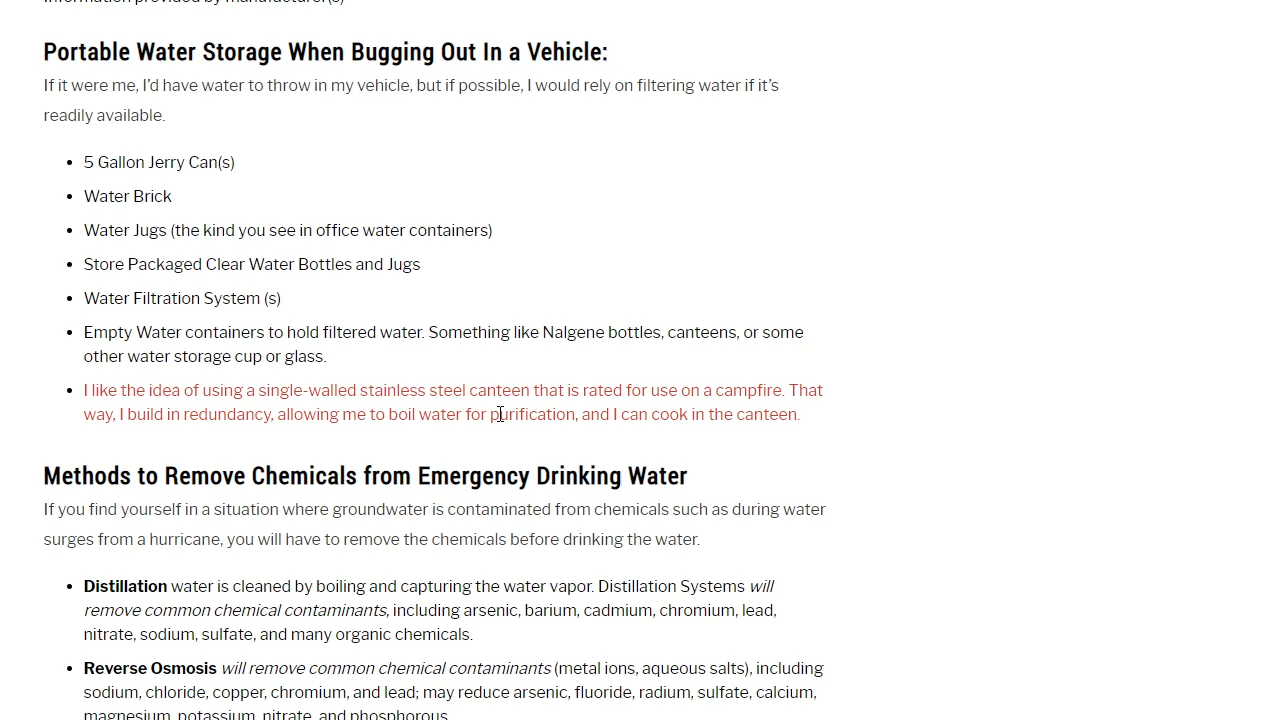 Information provided by manufacturer(s)
Portable Water Storage When Bugging Out In a Vehicle:
If it were me, I’d have water to throw in my vehicle, but if possible, I would rely on filtering water if it’s
readily available.
• 5 Gallon Jerry Can(s)
• Water Brick
• Water Jugs (the kind you see in office water containers)
• Store Packaged Clear Water Bottles and Jugs
• Water Filtration System (s)
• Empty Water containers to hold filtered water. Something like Nalgene bottles, canteens, or some
other water storage cup or glass.
• I like the idea of using a single-walled stainless steel canteen that is rated for use on a campfire. That
way, I build in redundancy, allowing me to boil water for purification, and I can cook in the canteen.
Methods to Remove Chemicals from Emergency Drinking Water
If you find yourself in a situation where groundwater is contaminated from chemicals such as during water
surges from a hurricane, you will have to remove the chemicals before drinking the water.
• Distillation water is cleaned by boiling and capturing the water vapor. Distillation Systems will
remove common chemical contaminants, including arsenic, barium, cadmium, chromium, lead,
nitrate, sodium, sulfate, and many organic chemicals.
• Reverse Osmosis will remove common chemical contaminants (metal ions, aqueous salts), including
sodium, chloride, copper, chromium, and lead; may reduce arsenic, fluoride, radium, sulfate, calcium,
magnesium, potassium, nitrate, and phosphorous.